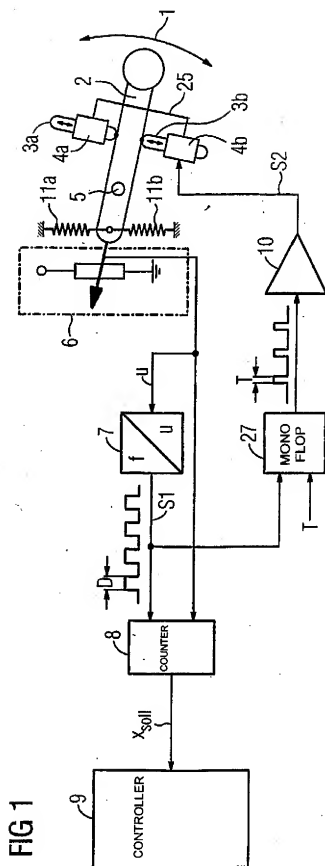 FIG 1
1
2
25
3a
4a
3b
4b
5
11a
11b
6
S2
10
u
7
f
u
T
S1
27
MONO
FLOP
T
D
8
COUNTER
xsoll
9
CONTROLLER